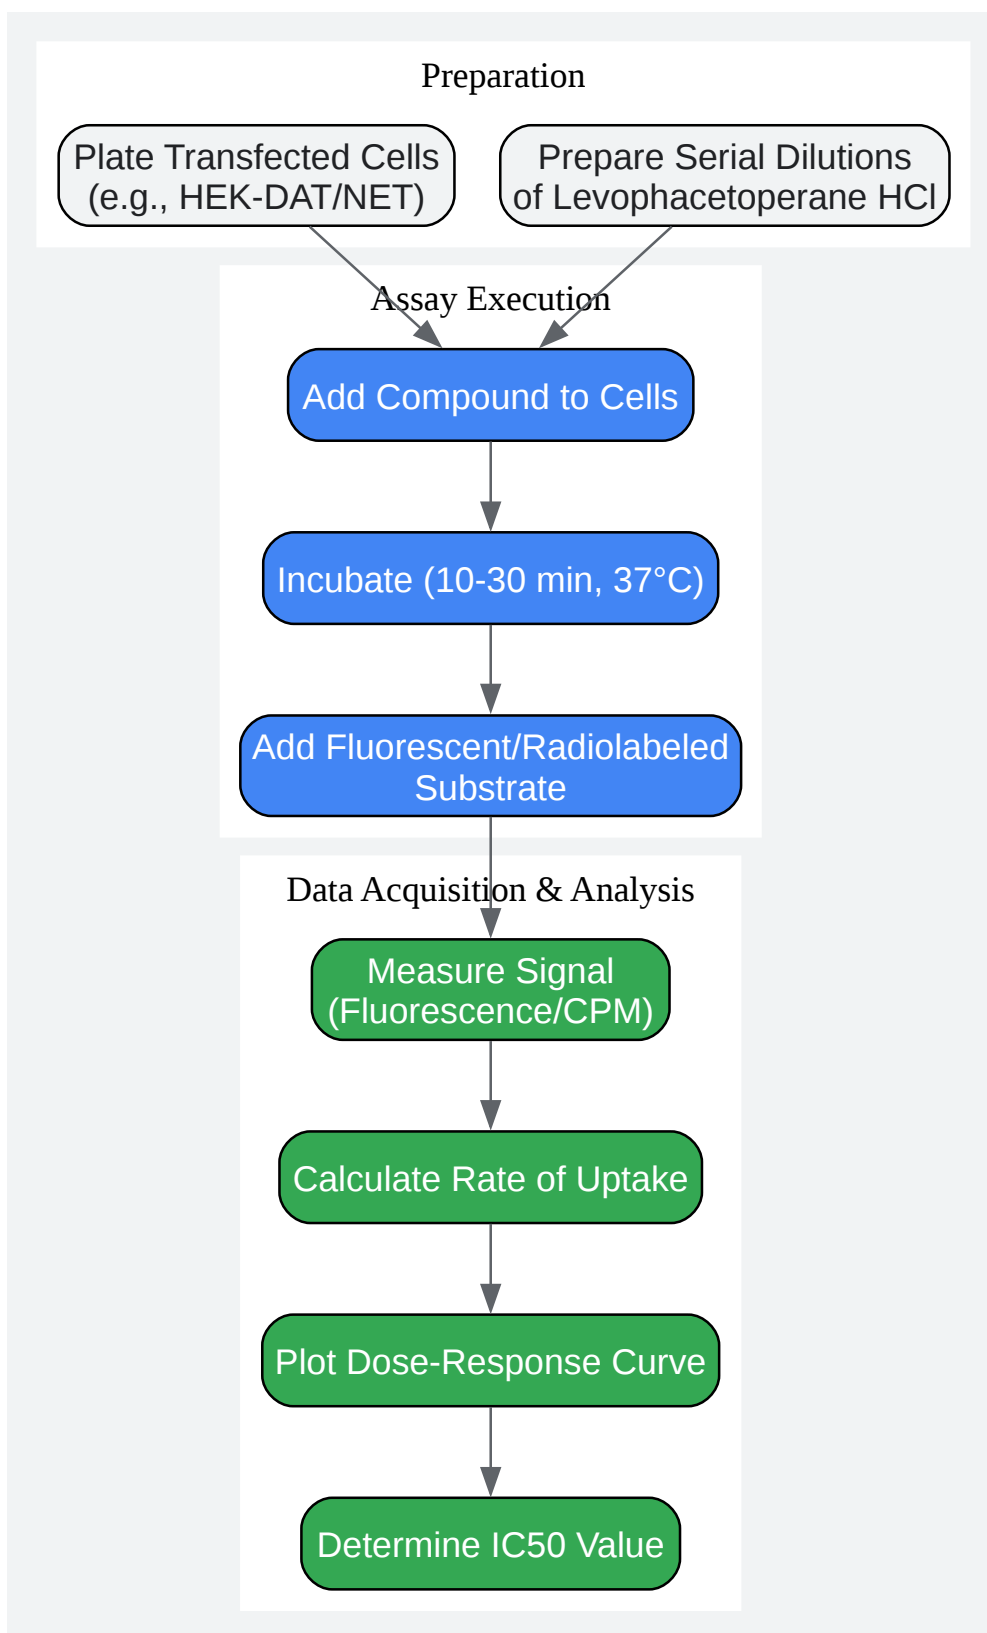 Preparation
Plate Transfected Cells
(e.g., HEK-DAT/NET)
Prepare Serial Dilutions
of Levophacetoperane HCl
Assay Execution
Add Compound to Cells
Incubate (10-30 min, 37°C)
Add Fluorescent/Radiolabeled
Substrate
Data Acquisition & Analysis
Measure Signal
(Fluorescence/CPM)
Calculate Rate of Uptake
Plot Dose-Response Curve
Determine IC50 Value